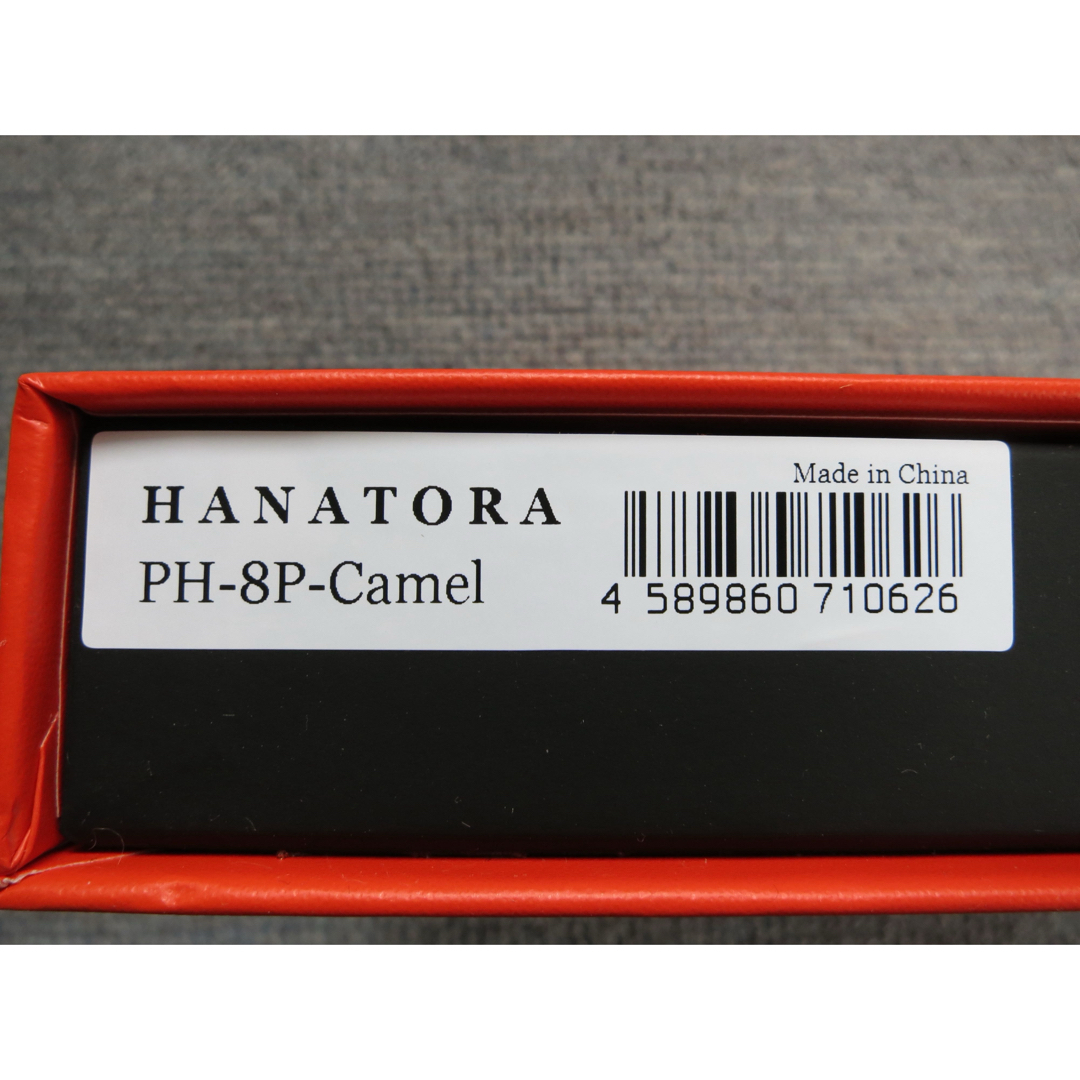 Made in China
HANATORA
PH-8P-Camel
4 589860 710626